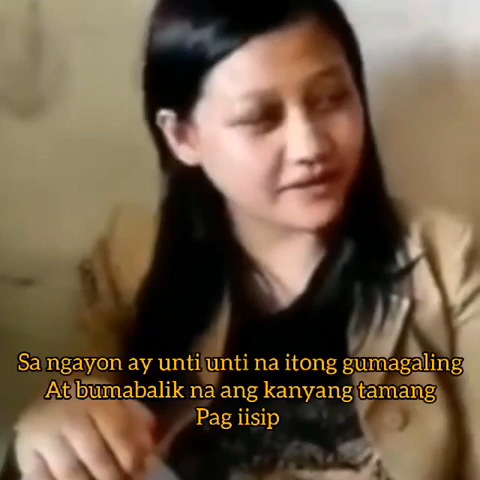 Sa ngayon ay unti unti na itong gumagaling
At bumabalik na ang kanyang tamang
Pag iisip